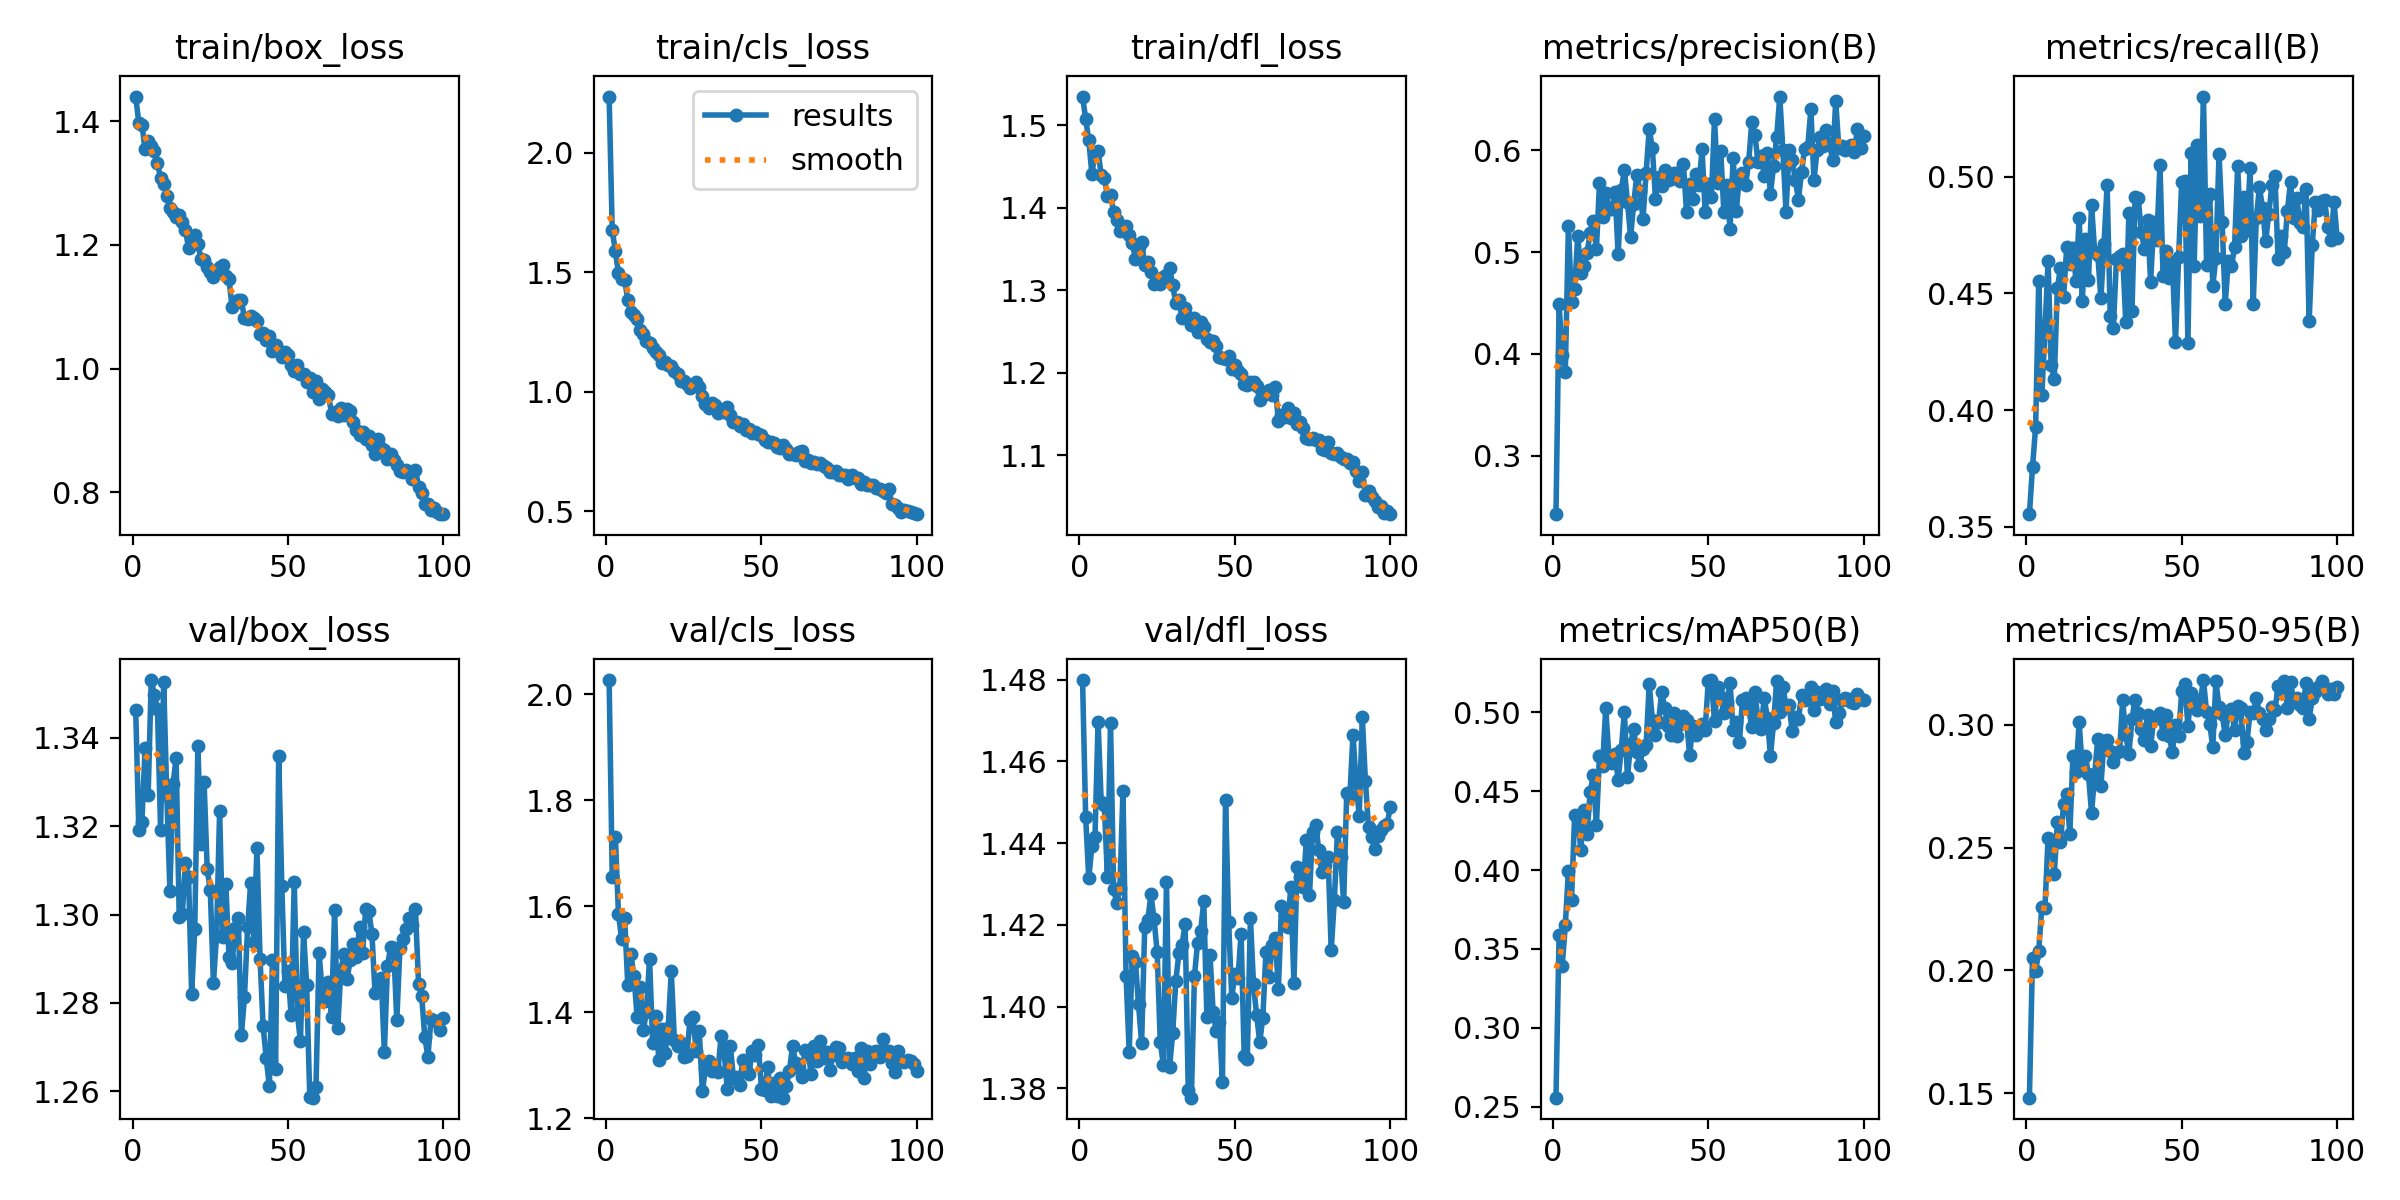 train/box_loss
1.4
1.2
1.0
0.8
0 50 100
train/cls_loss
results
smooth
2.0
1.5
1.0
0.5
0 50 100
train/dfl_loss
1.5
1.4
1.3
1.2
1.1
0 50 100
metrics/precision(B)
0.6
0.5
0.4
0.3
0 50 100
metrics/recall(B)
0.50
0.45
0.40
0.35
0 50 100
val/box_loss
1.34
1.32
1.30
1.28
1.26
0 50 100
val/cls_loss
2.0
1.8
1.6
1.4
1.2
0 50 100
val/dfl_loss
1.48
1.46
1.44
1.42
1.40
1.38
0 50 100
metrics/mAP50(B)
0.50
0.45
0.40
0.35
0.30
0.25
0 50 100
metrics/mAP50-95(B)
0.30
0.25
0.20
0.15
0 50 100